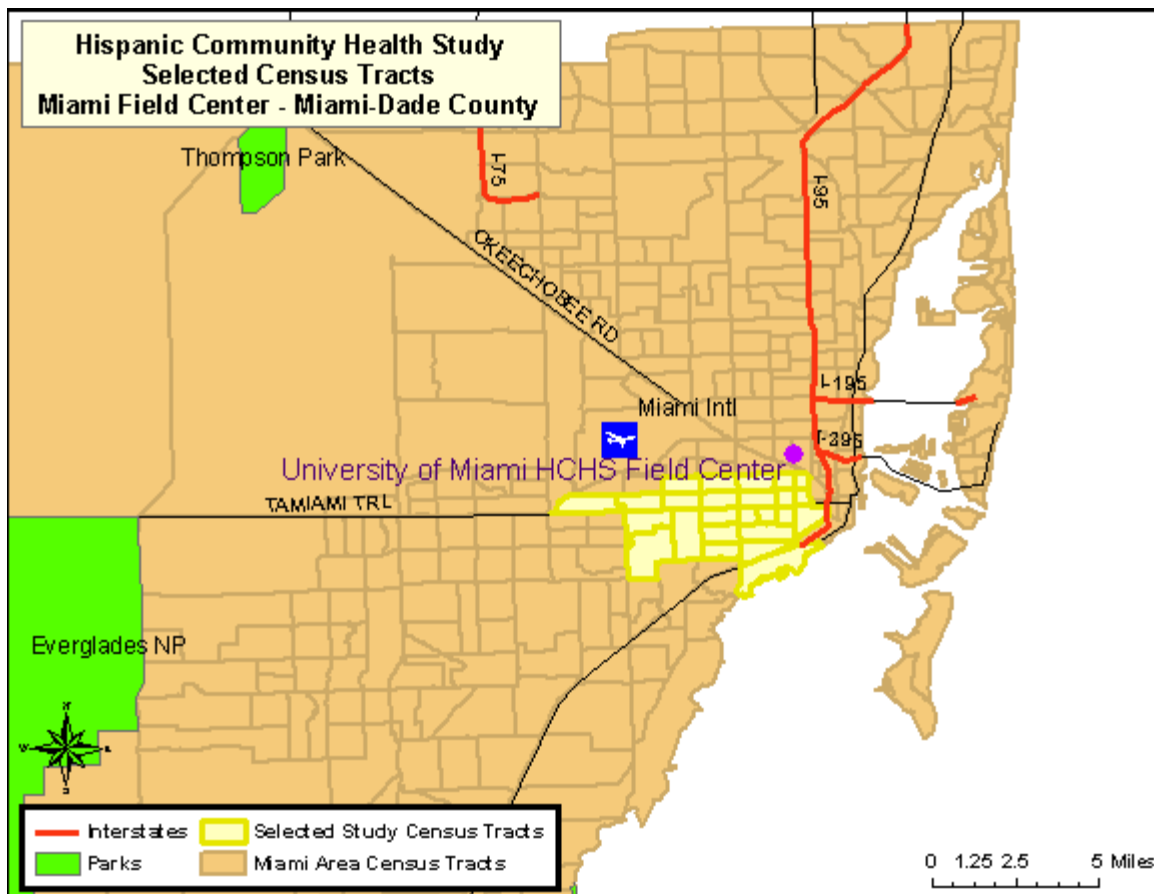 Hispanic Community Health Study
Selected Census Tracts
Miami Field Center - Miami-Dade County
Thompson Park
I-75
I-95
OKEECHOBEE RD
I-195
Miami Intl
I-395
University of Miami HCHS Field Center
TAMIAMI TRL
Everglades NP
N
W
E
S
Interstates
Selected Study Census Tracts
Parks
Miami Area Census Tracts
0 1.25 2.5 5 Miles